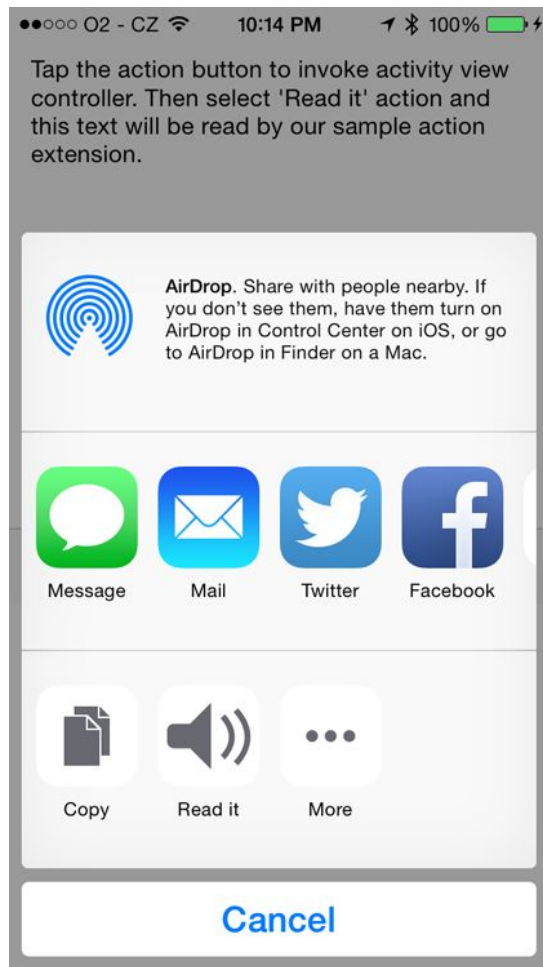 O2 - CZ 10:14 PM 100%
Tap the action button to invoke activity view
controller. Then select 'Read it' action and
this text will be read by our sample action
extension.
AirDrop. Share with people nearby. If
you don't see them, have them turn on
AirDrop in Control Center on iOS, or go
to AirDrop in Finder on a Mac.
Message Mail Twitter Facebook
Copy Read it More
Cancel